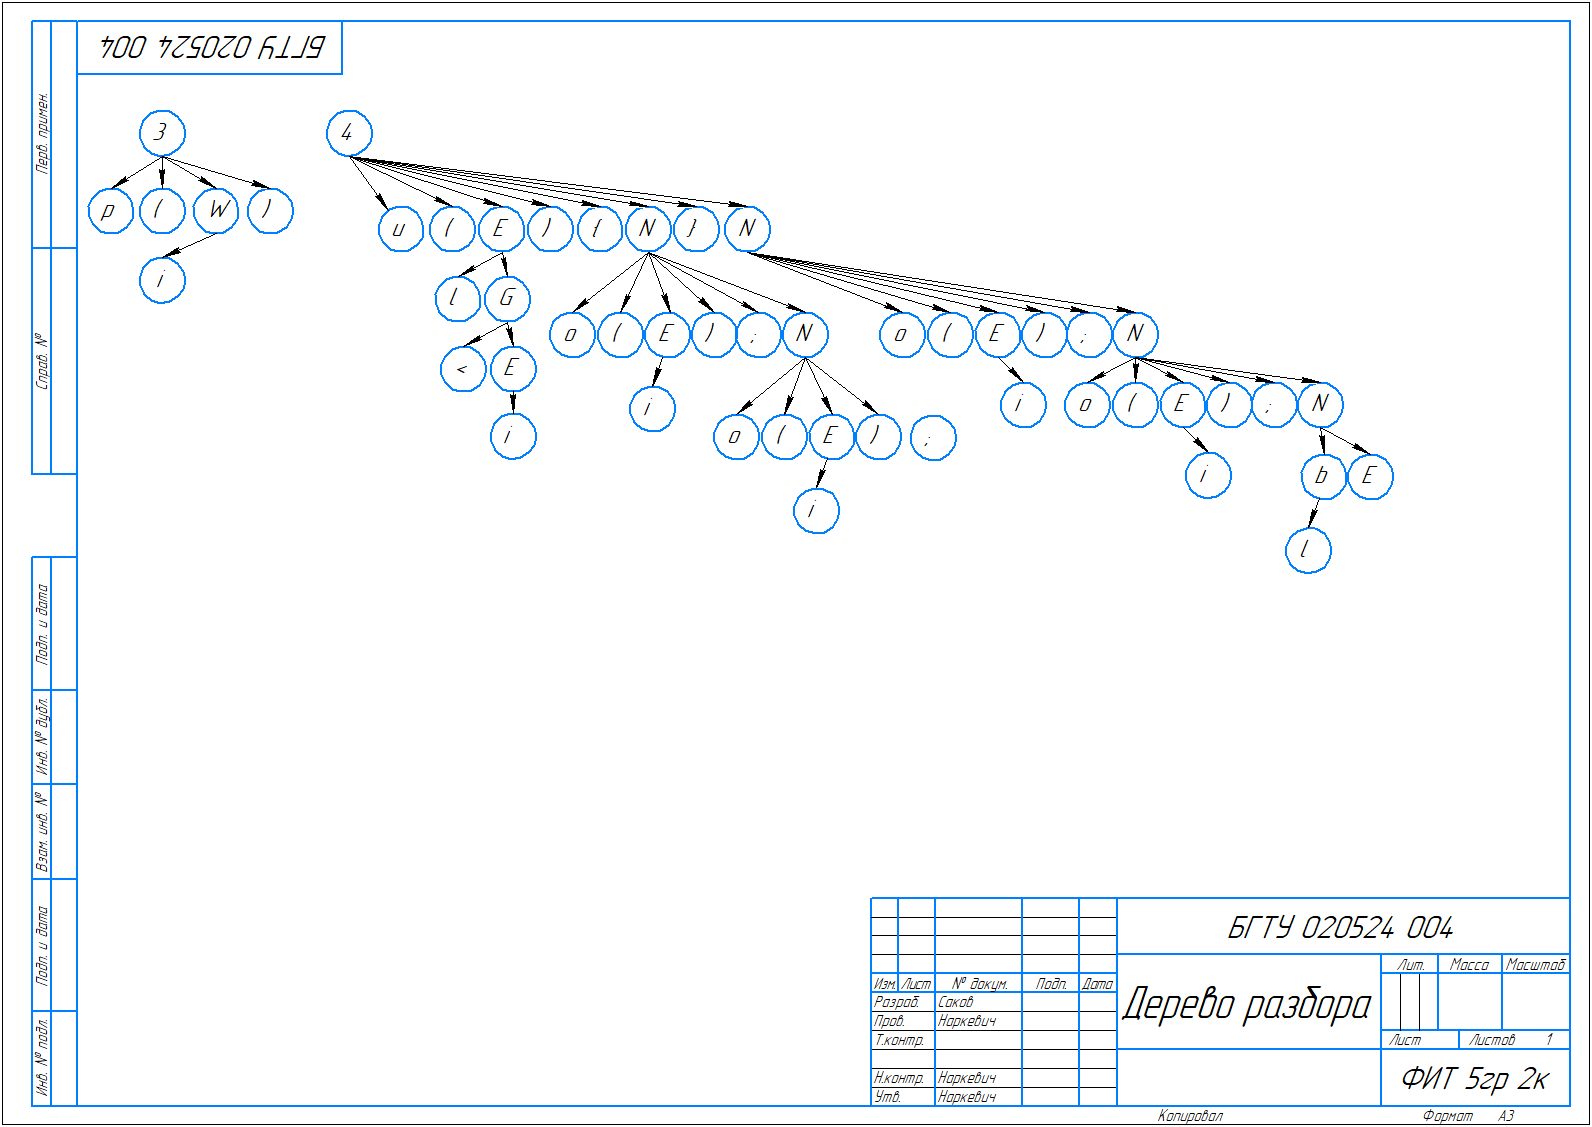 БГТУ 020524 004
Перв. примен.
Справ. №
Подп. и дата
Инв. № дубл.
Взам. инв. №
Подп. и дата
Инв. № подл.
3 4
p ( W )
i
u ( E ) { N } N
l G
< E
i
o ( E ) ; N
i
o ( E ) ;
i
o ( E ) ; N
i
o ( E ) ; N
i
b E
l
БГТУ 020524 004
Дерево разбора
Лит. Масса Масштаб
Лист Листов 1
ФИТ 5гр 2к
Изм. Лист № докум. Подп. Дата
Разраб. Саков
Пров. Наркевич
Т.контр.
Н.контр. Наркевич
Утв. Наркевич
Копировал Формат А3